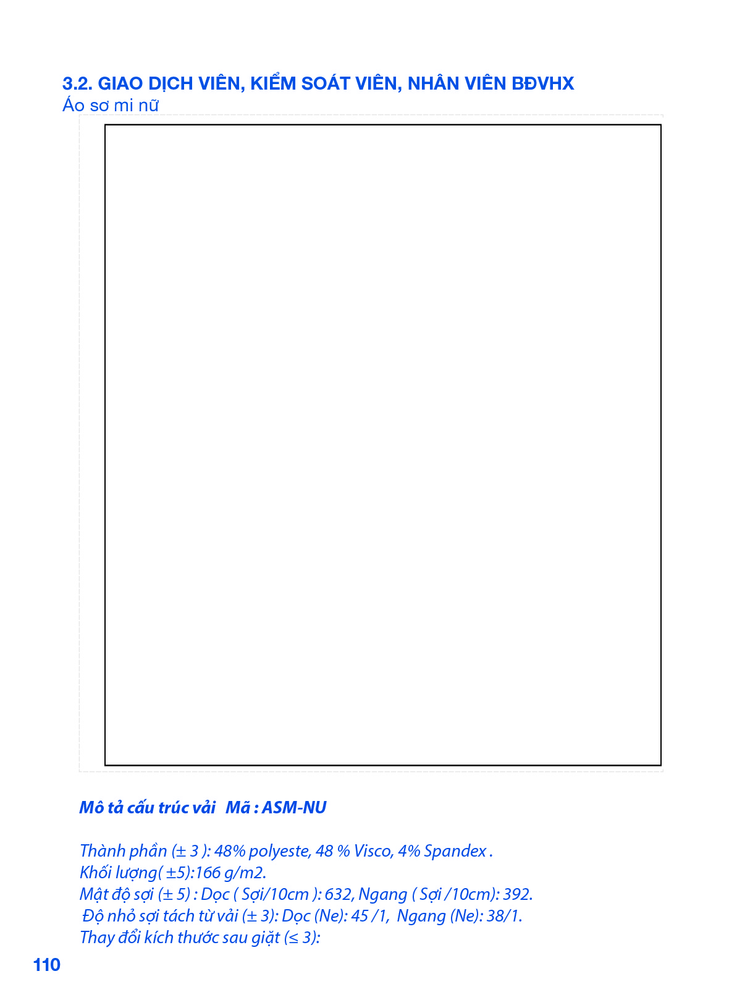 3.2. GIAO DỊCH VIÊN, KIỂM SOÁT VIÊN, NHÂN VIÊN BĐVHX
Áo sơ mi nữ
Mô tả cấu trúc vải   Mã : ASM-NU
Thành phần (± 3 ): 48% polyeste, 48 % Visco, 4% Spandex .
Khối lượng( ±5):166 g/m2.
Mật độ sợi (± 5) : Dọc ( Sợi/10cm ): 632, Ngang ( Sợi /10cm): 392.
Độ nhỏ sợi tách từ vải (± 3): Dọc (Ne): 45 /1,  Ngang (Ne): 38/1.
Thay đổi kích thước sau giặt (≤ 3):
110